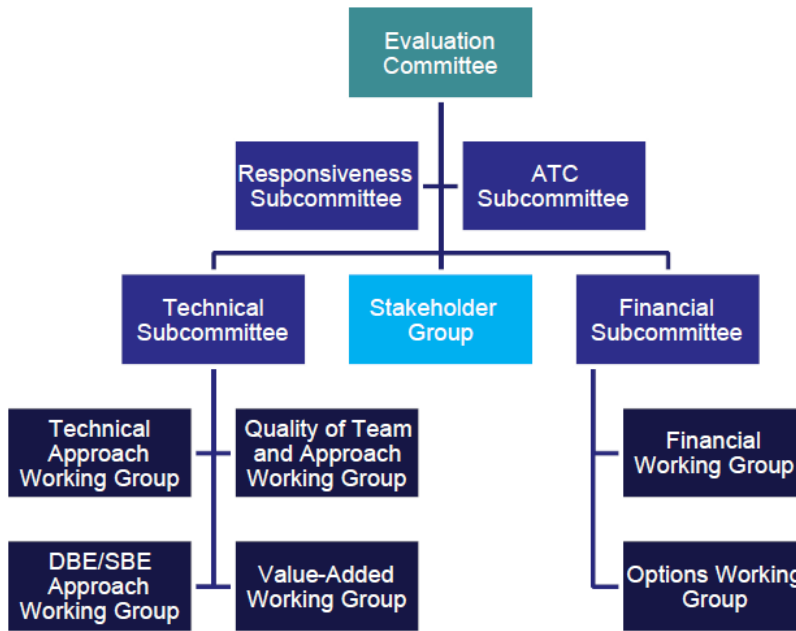 Evaluation
Committee
Responsiveness
Subcommittee
ATC
Subcommittee
Technical
Subcommittee
Stakeholder
Group
Financial
Subcommittee
Technical
Approach
Working Group
Quality of Team
and Approach
Working Group
Financial
Working Group
DBE/SBE
Approach
Working Group
Value-Added
Working Group
Options Working
Group